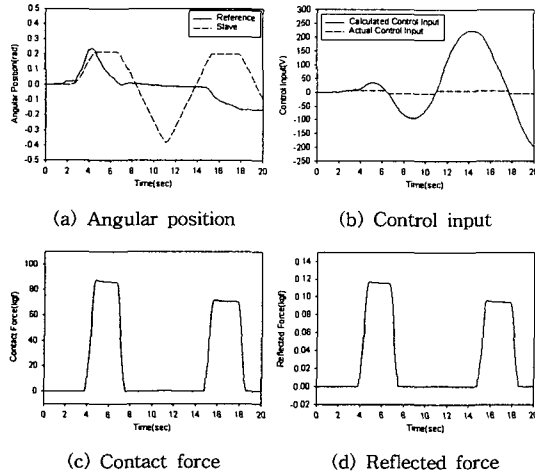 Reference
Slave
Angular Position(rad)
0.5
0.4
0.3
0.2
0.1
0.0
-0.1
-0.2
-0.3
-0.4
-0.5
0 2 4 6 8 10 12 14 16 18 20
Time(sec)
(a) Angular position
Calculated Control Input
Actual Control Input
Control Input(V)
300
250
200
150
100
50
0
-50
-100
-150
-200
-250
0 2 4 6 8 10 12 14 16 18 20
Time(sec)
(b) Control input
Contact Force(kgf)
100
80
60
40
20
0
0 2 4 6 8 10 12 14 16 18 20
Time(sec)
(c) Contact force
Reflected Force(kgf)
0.14
0.12
0.10
0.08
0.06
0.04
0.02
0.00
-0.02
0 2 4 6 8 10 12 14 16 18 20
Time(sec)
(d) Reflected force